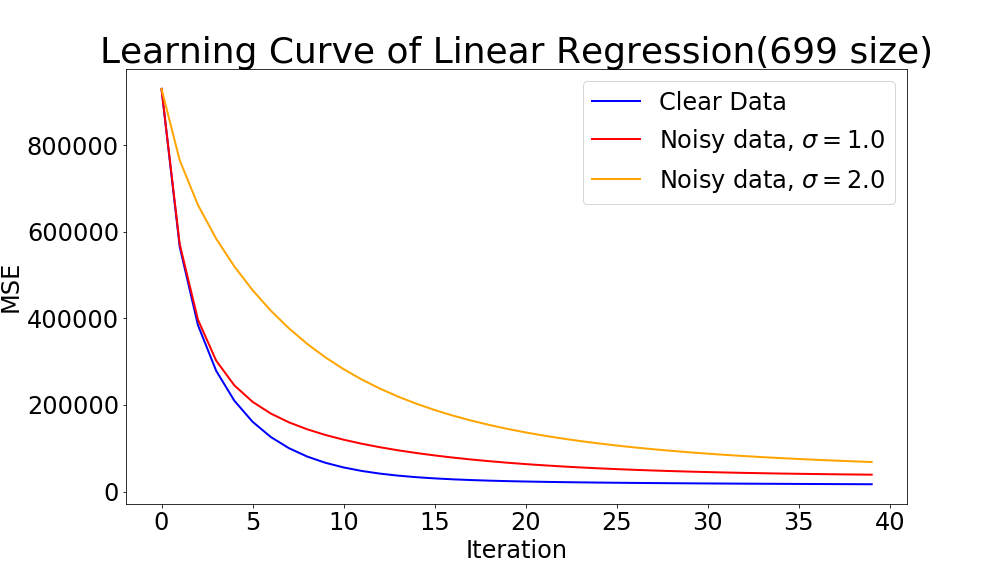 Learning Curve of Linear Regression(699 size)
Clear Data
Noisy data, σ = 1.0
Noisy data, σ = 2.0
MSE
800000
600000
400000
200000
0
0 5 10 15 20 25 30 35 40
Iteration